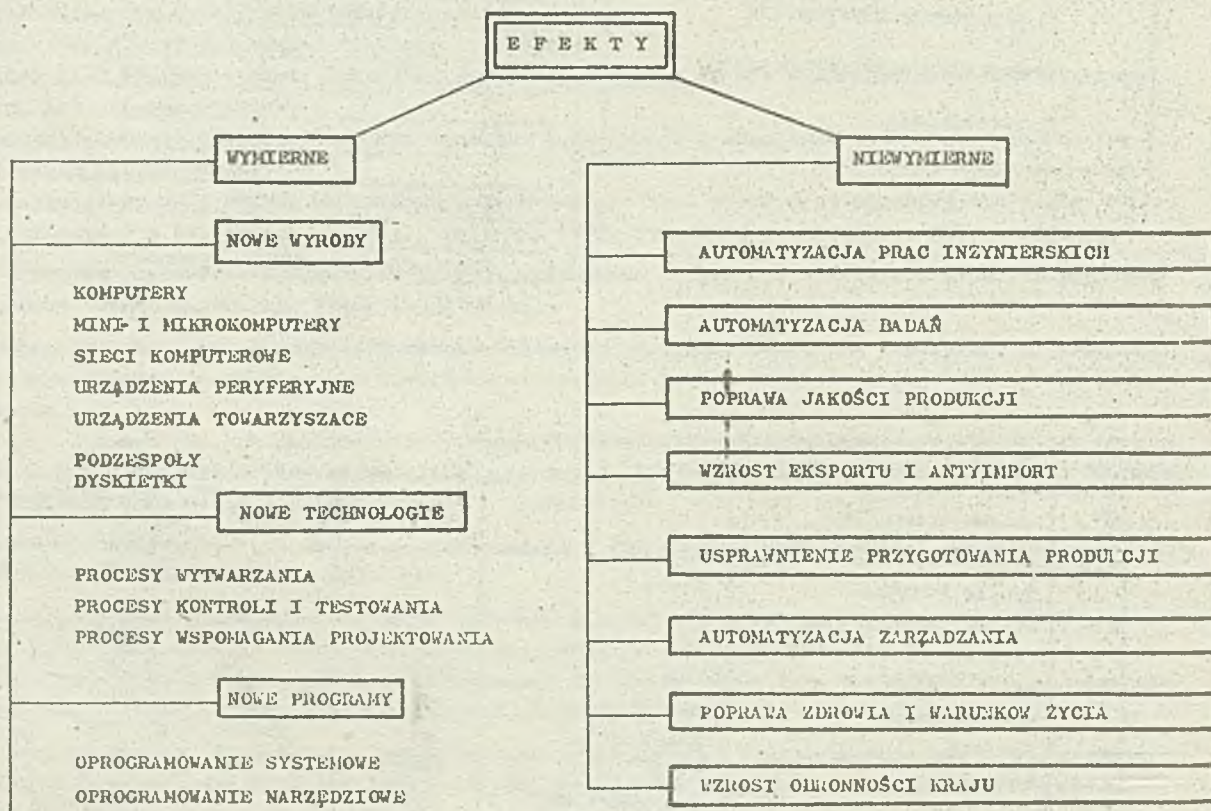 E F E K T Y
WYMIERNE
NOWE WYROBY
KOMPUTERY
MINI- I MIKROKOMPUTERY
SIECI KOMPUTEROWE
URZĄDZENIA PERYFERYJNE
URZĄDZENIA TOWARZYSZACE
PODZESPOŁY
DYSKIETKI
NOWE TECHNOLOGIE
PROCESY WYTWARZANIA
PROCESY KONTROLI I TESTOWANIA
PROCESY WSPOMAGANIA PROJEKTOWANIA
NOWE PROGRAMY
OPROGRAMOWANIE SYSTEMOWE
OPROGRAMOWANIE NARZĘDZIOWE
NIEWYMIERNE
AUTOMATYZACJA PRAC INZYNIERSKICH
AUTOMATYZACJA BADAŃ
POPRAWA JAKOŚCI PRODUKCJI
WZROST EKSPORTU I ANTYIMPORT
USPRAWNIENIE PRZYGOTOWANIA PRODUKCJI
AUTOMATYZACJA ZARZĄDZANIA
POPRAWA ZDROWIA I WARUNKOW ŻYCIA
WZROST OBRONNOŚCI KRAJU